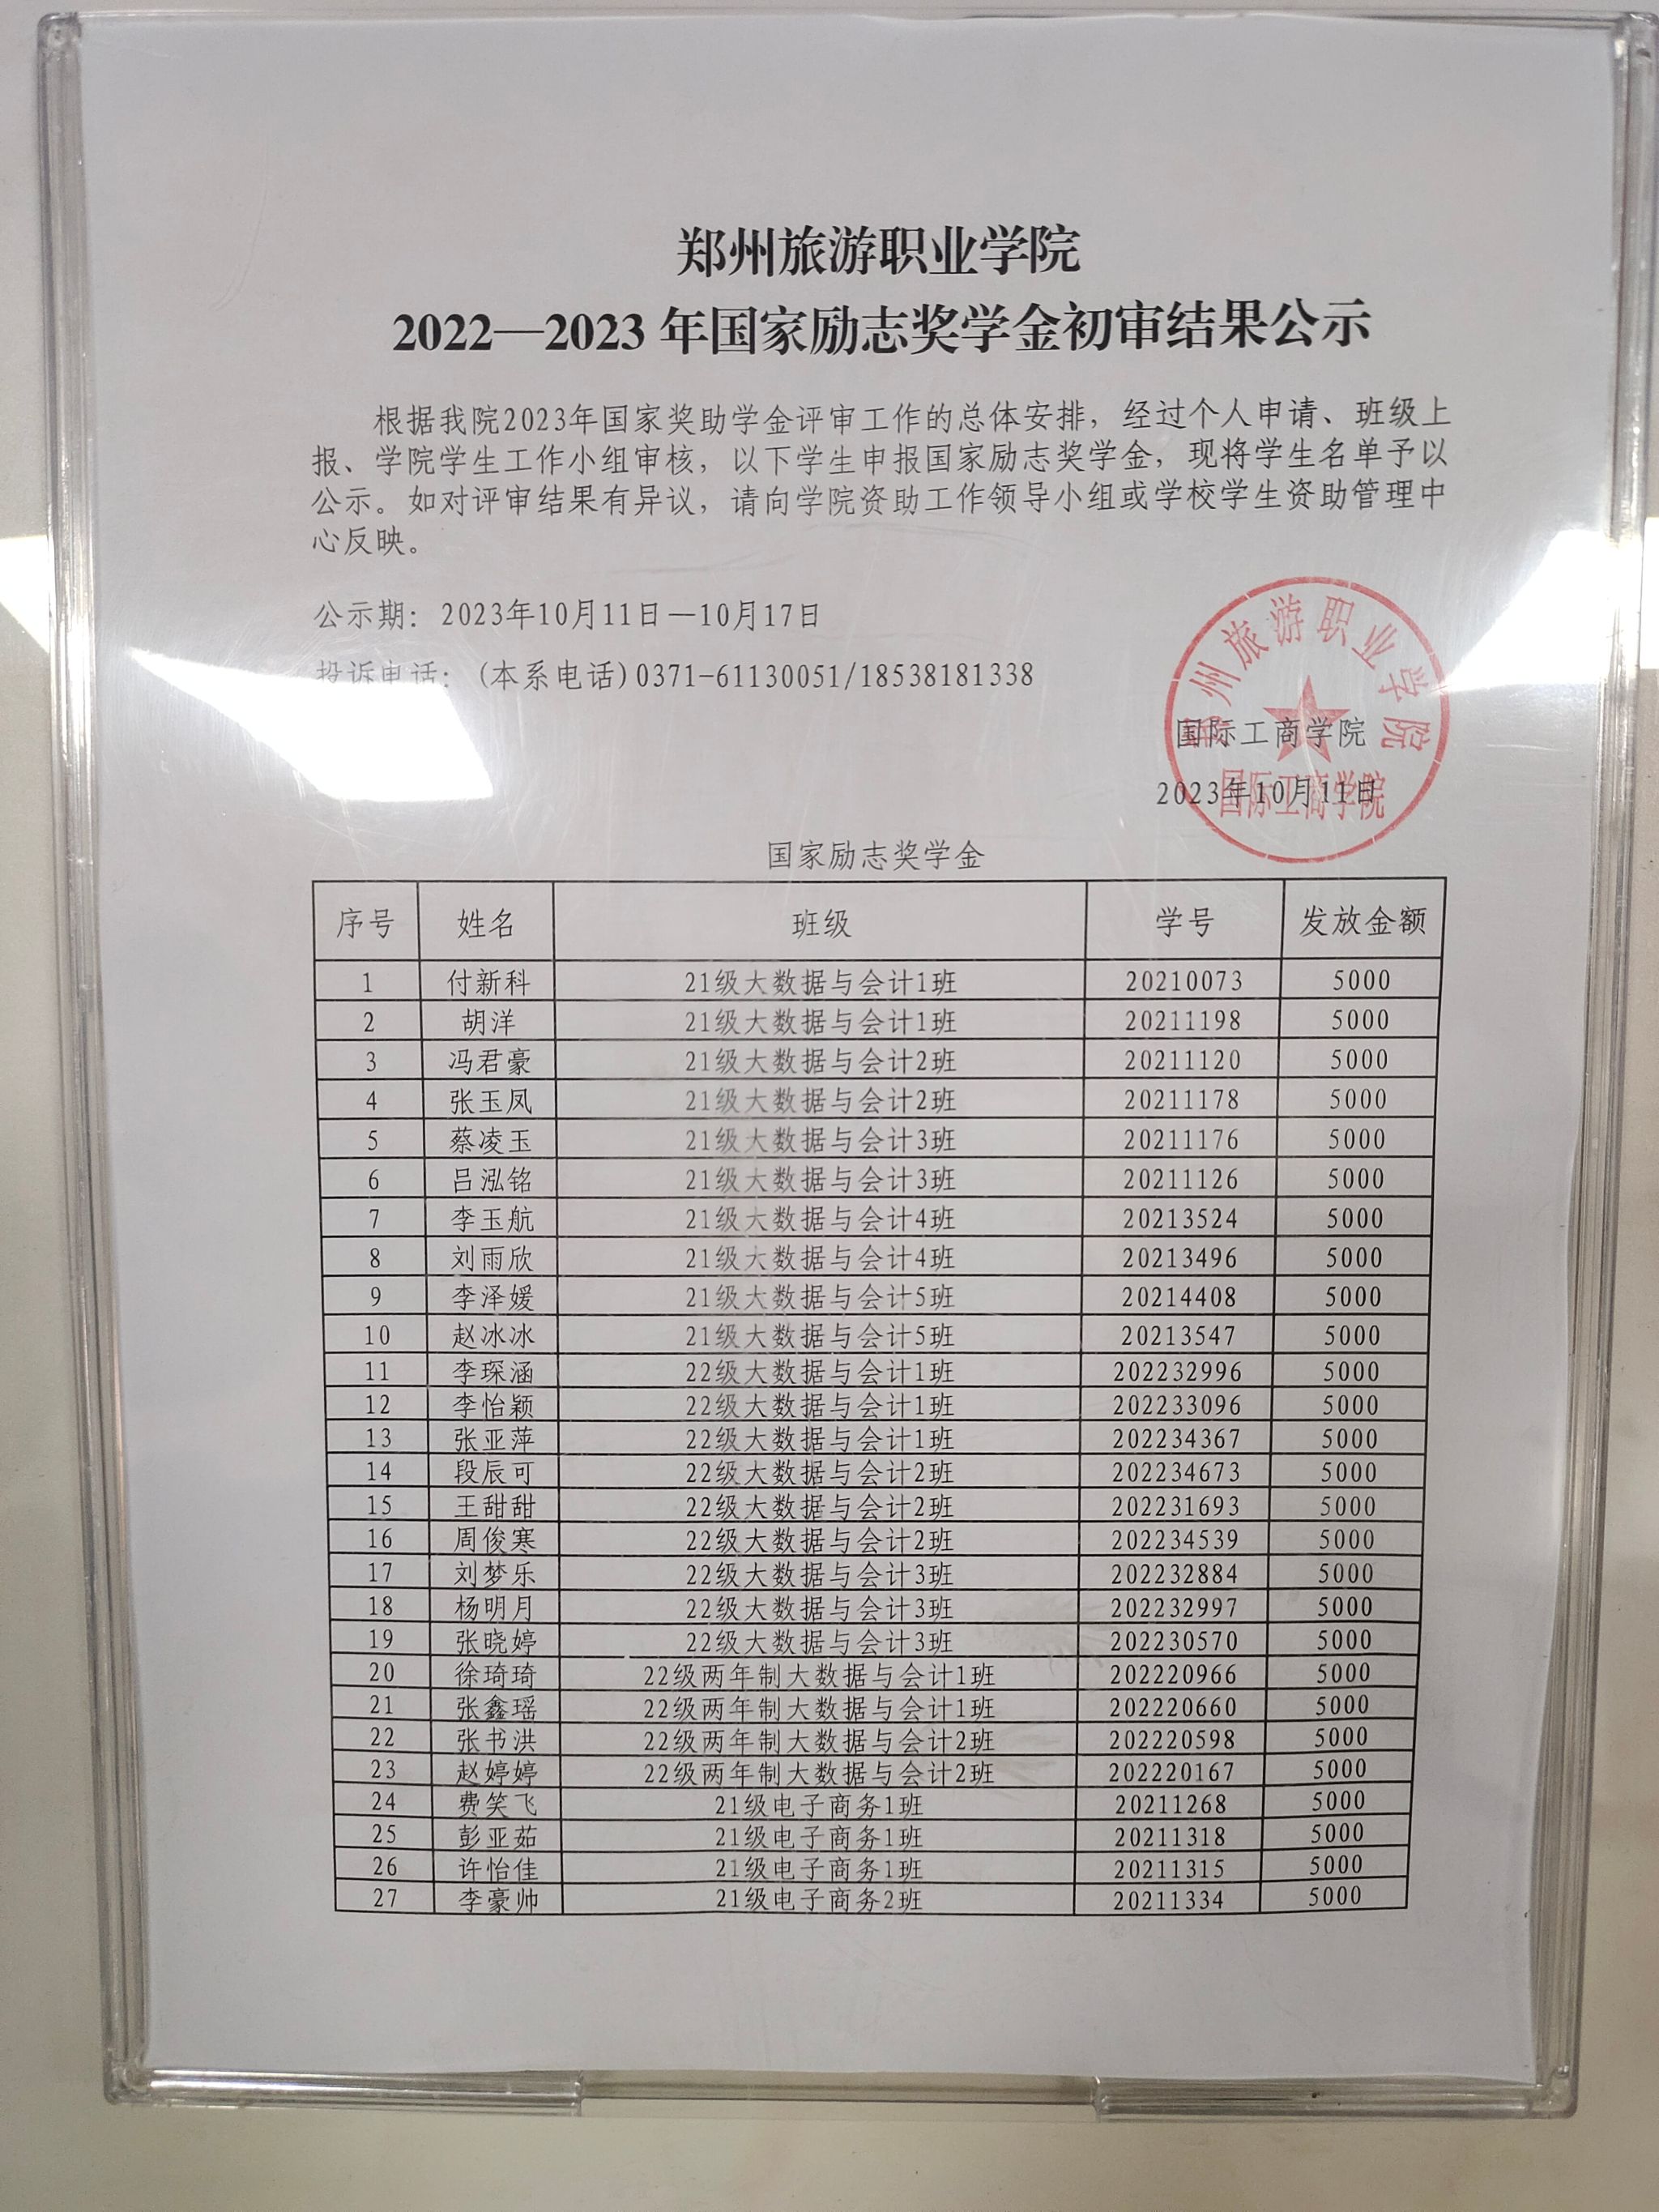 郑州旅游职业学院
2022—2023 年国家励志奖学金初审结果公示
根据我院2023年国家奖助学金评审工作的总体安排，经过个人申请、班级上
报、学院学生工作小组审核，以下学生申报国家励志奖学金，现将学生名单予以
公示。如对评审结果有异议，请向学院资助工作领导小组或学校学生资助管理中
心反映。
公示期：2023年10月11日—10月17日
投诉电话：(本系电话)0371-61130051/18538181338
郑州旅游职业学院
国际工商学院
国际工商学院
2023年10月11日
国家励志奖学金
序号 姓名 班级 学号 发放金额
1 付新科 21级大数据与会计1班 20210073 5000
2 胡洋 21级大数据与会计1班 20211198 5000
3 冯君豪 21级大数据与会计2班 20211120 5000
4 张玉凤 21级大数据与会计2班 20211178 5000
5 蔡凌玉 21级大数据与会计3班 20211176 5000
6 吕泓铭 21级大数据与会计3班 20211126 5000
7 李玉航 21级大数据与会计4班 20213524 5000
8 刘雨欣 21级大数据与会计4班 20213496 5000
9 李泽媛 21级大数据与会计5班 20214408 5000
10 赵冰冰 21级大数据与会计5班 20213547 5000
11 李琛涵 22级大数据与会计1班 202232996 5000
12 李怡颖 22级大数据与会计1班 202233096 5000
13 张亚萍 22级大数据与会计1班 202234367 5000
14 段辰可 22级大数据与会计2班 202234673 5000
15 王甜甜 22级大数据与会计2班 202231693 5000
16 周俊寒 22级大数据与会计2班 202234539 5000
17 刘梦乐 22级大数据与会计3班 202232884 5000
18 杨明月 22级大数据与会计3班 202232997 5000
19 张晓婷 22级大数据与会计3班 202230570 5000
20 徐琦琦 22级两年制大数据与会计1班 202220966 5000
21 张鑫瑶 22级两年制大数据与会计1班 202220660 5000
22 张书洪 22级两年制大数据与会计2班 202220598 5000
23 赵婷婷 22级两年制大数据与会计2班 202220167 5000
24 费笑飞 21级电子商务1班 20211268 5000
25 彭亚茹 21级电子商务1班 20211318 5000
26 许怡佳 21级电子商务1班 20211315 5000
27 李豪帅 21级电子商务2班 20211334 5000